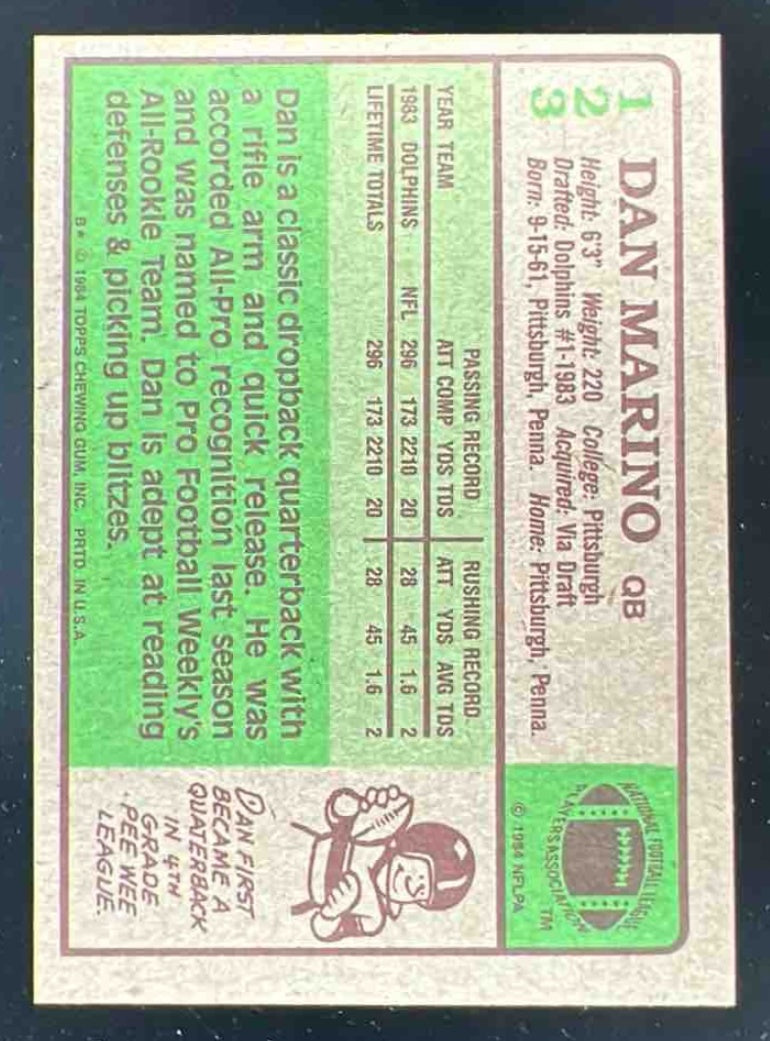 1
2
3
DAN MARINO QB
Height: 6'3" Weight: 220 College: Pittsburgh
Drafted: Dolphins #1-1983 Acquired: Via Draft
Born: 9-15-61, Pittsburgh, Penna. Home: Pittsburgh, Penna.
NATIONAL FOOTBALL LEAGUE
PLAYERS ASSOCIATION TM
© 1984 NFLPA
PASSING RECORD RUSHING RECORD
YEAR TEAM ATT COMP YDS TDS ATT YDS AVG TDS
1983 DOLPHINS NFL 296 173 2210 20 28 45 1.6 2
LIFETIME TOTALS 296 173 2210 20 28 45 1.6 2
Dan is a classic dropback quarterback with
a rifle arm and quick release. He was
accorded All-Pro recognition last season
and was named to Pro Football Weekly's
All-Rookie Team. Dan is adept at reading
defenses & picking up blitzes.
B* © 1984 TOPPS CHEWING GUM, INC. PRTD. IN U.S.A.
DAN FIRST
BECAME A
QUATERBACK
IN 4TH
GRADE
PEE WEE
LEAGUE.